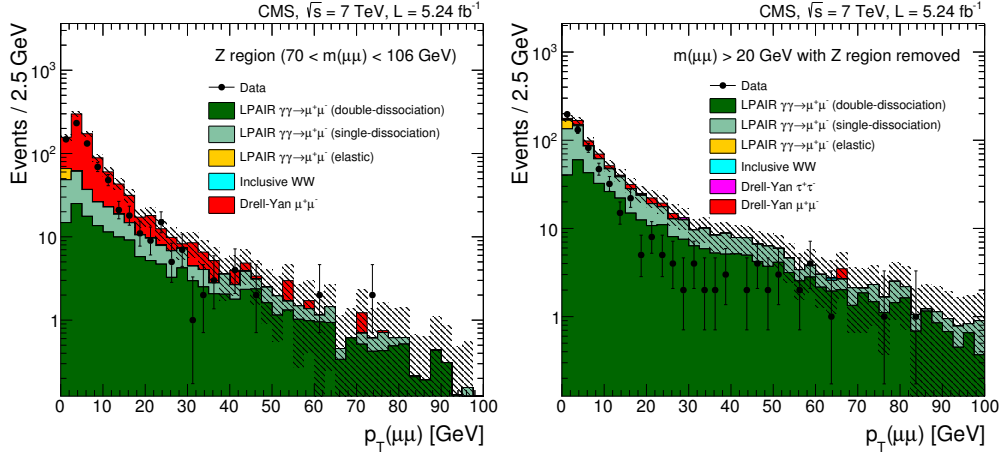 CMS, √s = 7 TeV, L = 5.24 fb⁻¹
Events / 2.5 GeV
10³
10²
10
1
Z region (70 < m(μμ) < 106 GeV)
Data
LPAIR γγ→μ⁺μ⁻ (double-dissociation)
LPAIR γγ→μ⁺μ⁻ (single-dissociation)
LPAIR γγ→μ⁺μ⁻ (elastic)
Inclusive WW
Drell-Yan μ⁺μ⁻
0 10 20 30 40 50 60 70 80 90 100
p_T(μμ) [GeV]
CMS, √s = 7 TeV, L = 5.24 fb⁻¹
Events / 2.5 GeV
10³
10²
10
1
m(μμ) > 20 GeV with Z region removed
Data
LPAIR γγ→μ⁺μ⁻ (double-dissociation)
LPAIR γγ→μ⁺μ⁻ (single-dissociation)
LPAIR γγ→μ⁺μ⁻ (elastic)
Inclusive WW
Drell-Yan τ⁺τ⁻
Drell-Yan μ⁺μ⁻
0 10 20 30 40 50 60 70 80 90 100
p_T(μμ) [GeV]